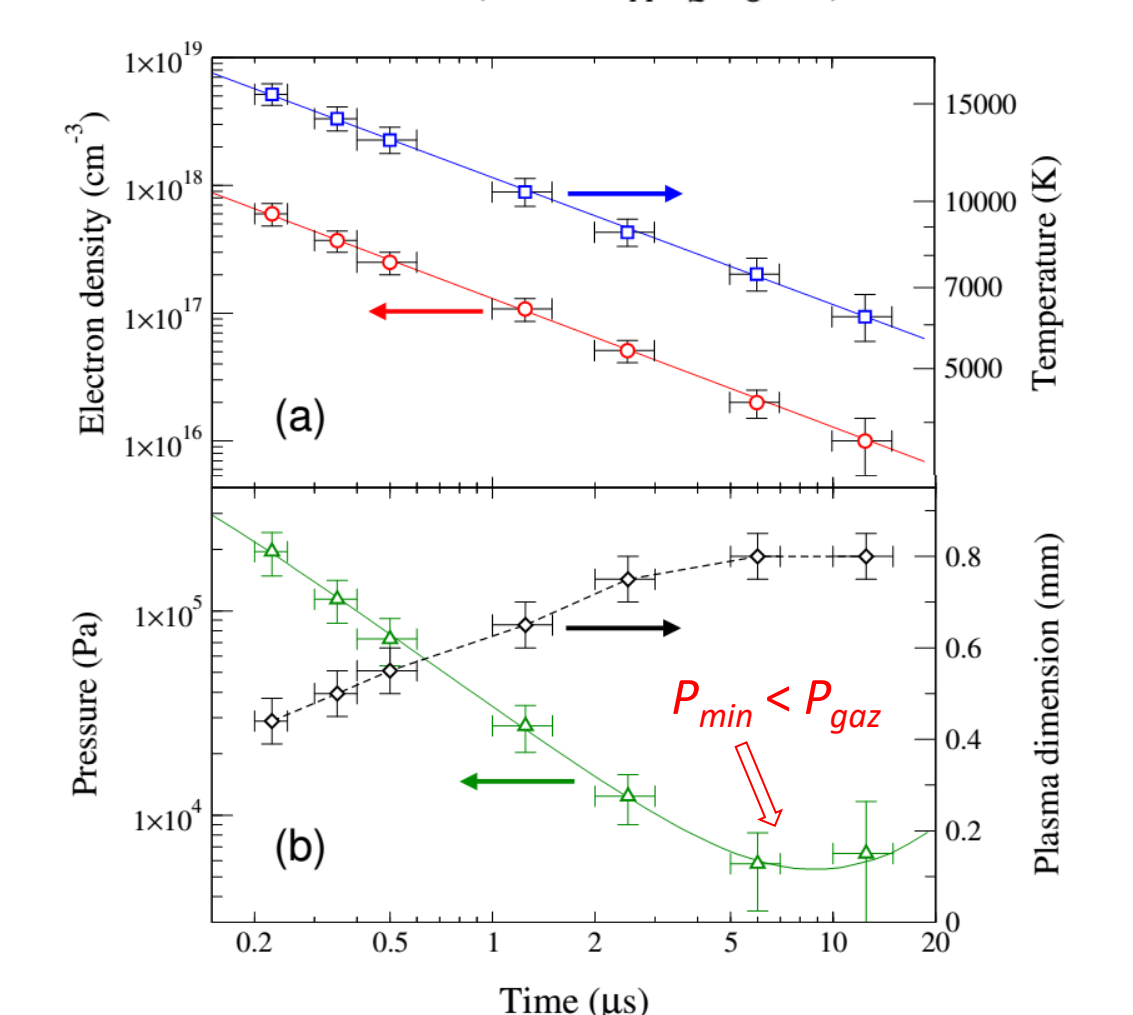 1×10^19
1×10^18
1×10^17
1×10^16
Electron density (cm^-3)
15000
10000
7000
5000
Temperature (K)
(a)
1×10^5
1×10^4
Pressure (Pa)
0.8
0.6
0.4
0.2
0
Plasma dimension (mm)
P_min < P_gaz
(b)
0.2 0.5 1 2 5 10 20
Time (μs)